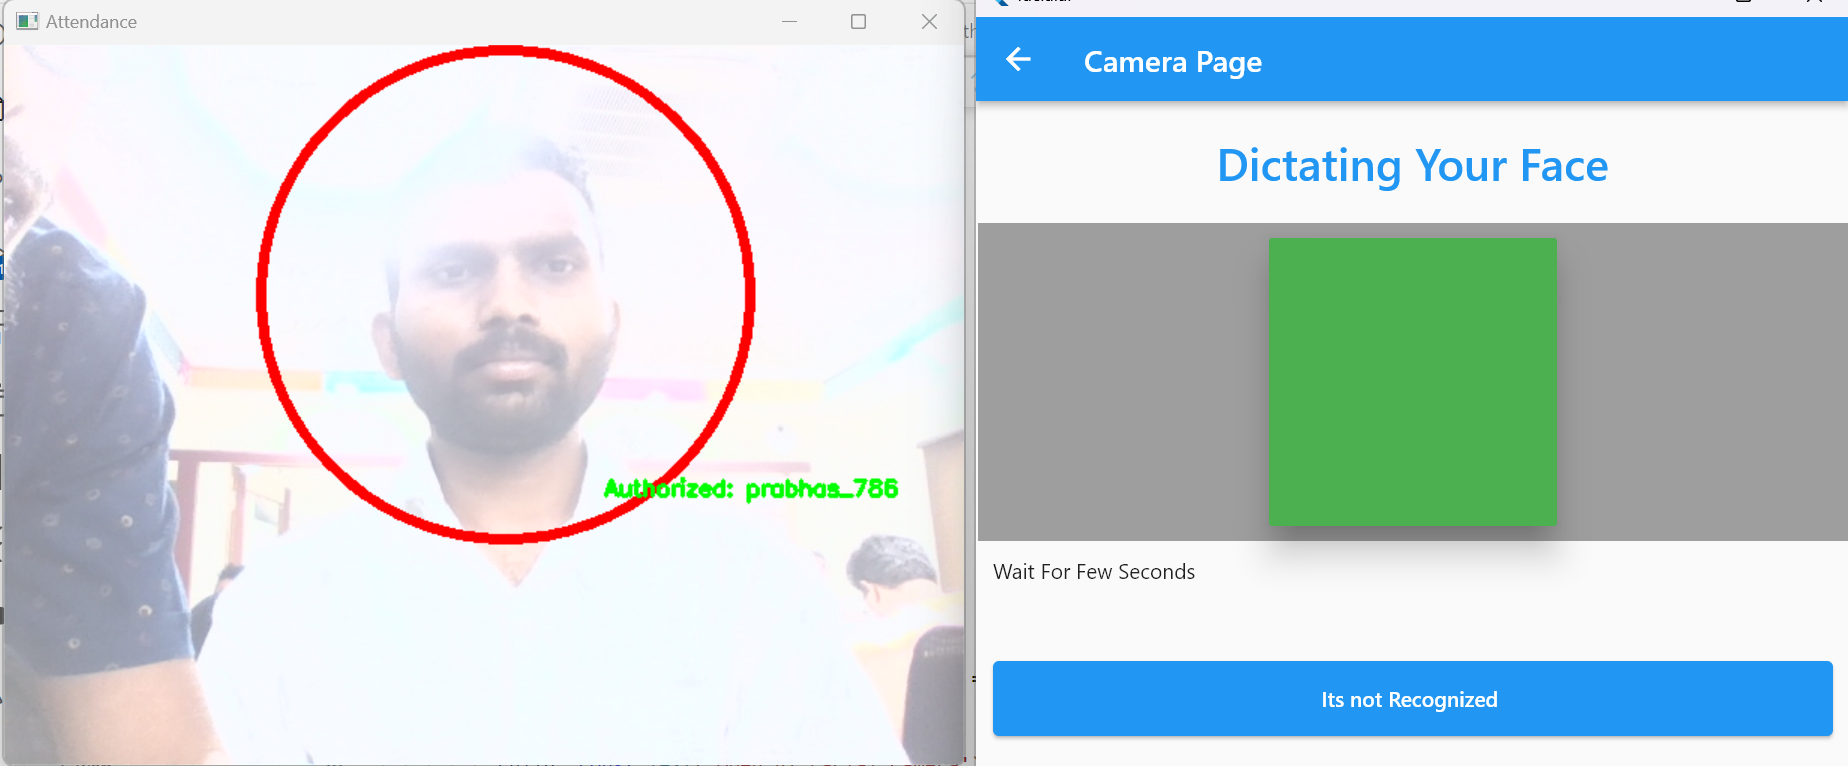 Attendance
Authorized: prabhas_786
Camera Page
Dictating Your Face
Wait For Few Seconds
Its not Recognized